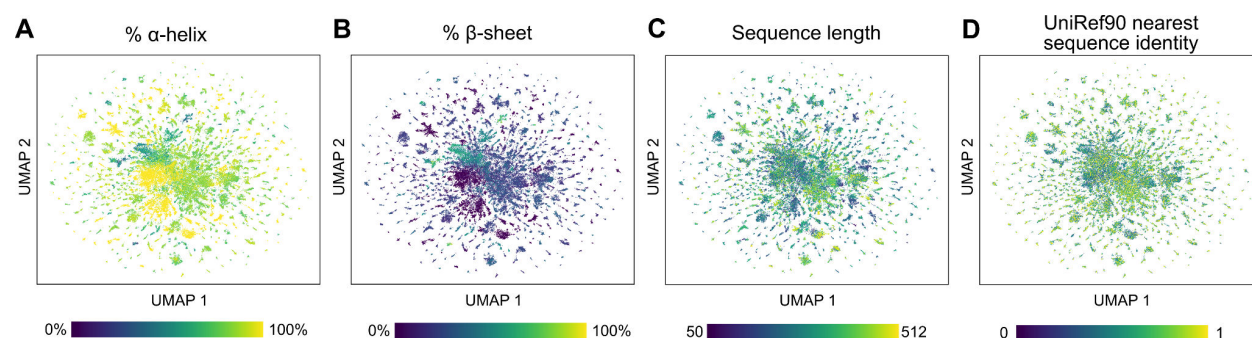 A
% α-helix
UMAP 2
UMAP 1
0%
100%
B
% β-sheet
UMAP 2
UMAP 1
0%
100%
C
Sequence length
UMAP 2
UMAP 1
50
512
D
UniRef90 nearest
sequence identity
UMAP 2
UMAP 1
0
1